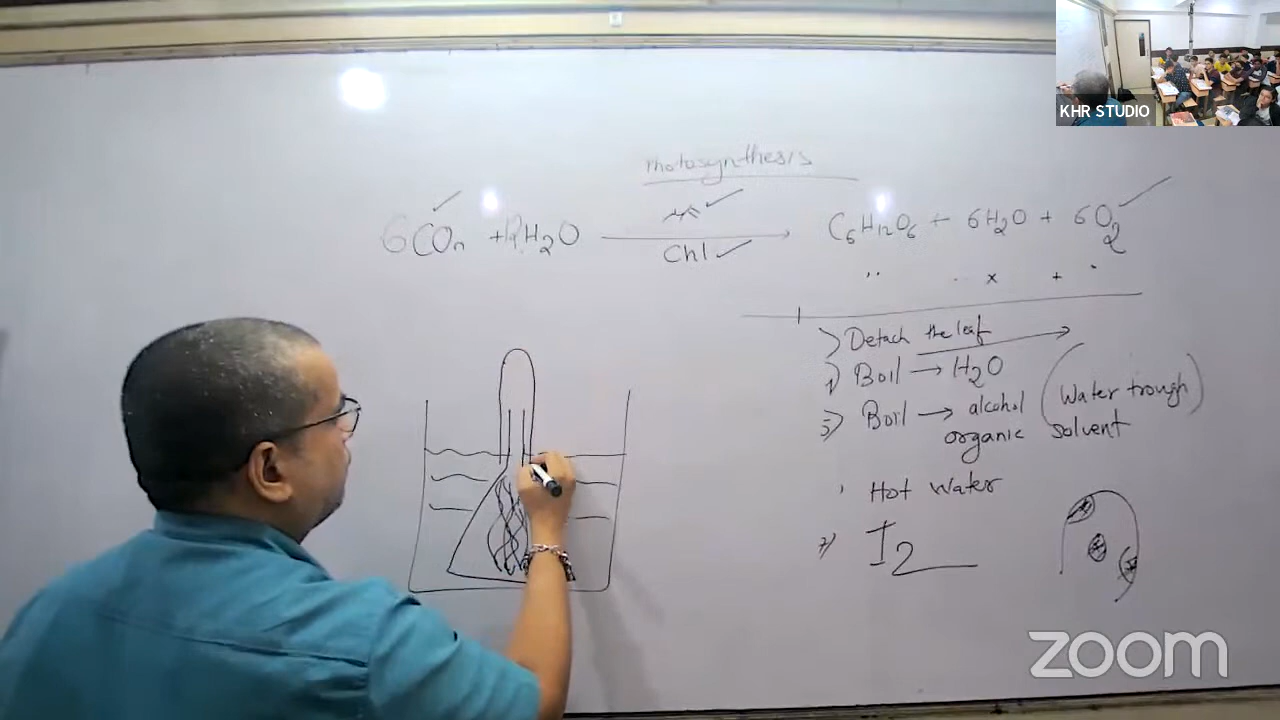 KHR STUDIO
Photosynthesis
6CO₂ + 12H₂O → C₆H₁₂O₆ + 6H₂O + 6O₂
Chl
Detach the leaf
Boil → H₂O
Boil → alcohol (Water trough)
organic solvent
Hot Water
I₂
zoom